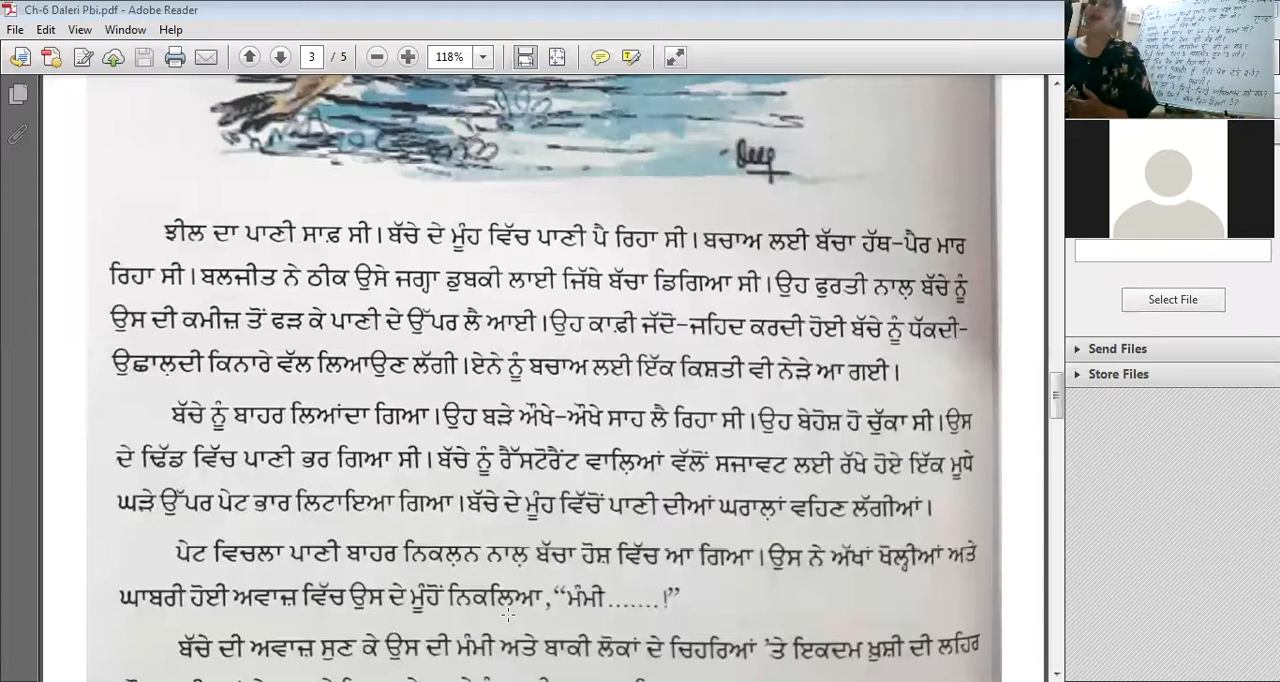 Ch-6 Daleri Pbi.pdf - Adobe Reader
File Edit View Window Help
3 / 5 118%
ਝੀਲ ਦਾ ਪਾਣੀ ਸਾਫ਼ ਸੀ। ਬੱਚੇ ਦੇ ਮੂੰਹ ਵਿੱਚ ਪਾਣੀ ਪੈ ਰਿਹਾ ਸੀ। ਬਚਾਅ ਲਈ ਬੱਚਾ ਹੱਥ-ਪੈਰ ਮਾਰ
ਰਿਹਾ ਸੀ। ਬਲਜੀਤ ਨੇ ਠੀਕ ਉਸੇ ਜਗ੍ਹਾ ਡੁਬਕੀ ਲਾਈ ਜਿੱਥੇ ਬੱਚਾ ਡਿਗਿਆ ਸੀ। ਉਹ ਫੁਰਤੀ ਨਾਲ਼ ਬੱਚੇ ਨੂੰ
ਉਸ ਦੀ ਕਮੀਜ਼ ਤੋਂ ਫੜ ਕੇ ਪਾਣੀ ਦੇ ਉੱਪਰ ਲੈ ਆਈ। ਉਹ ਕਾਫ਼ੀ ਜੱਦੋ-ਜਹਿਦ ਕਰਦੀ ਹੋਈ ਬੱਚੇ ਨੂੰ ਧੱਕਦੀ-
ਉਛਾਲ਼ਦੀ ਕਿਨਾਰੇ ਵੱਲ ਲਿਆਉਣ ਲੱਗੀ। ਏਨੇ ਨੂੰ ਬਚਾਅ ਲਈ ਇੱਕ ਕਿਸ਼ਤੀ ਵੀ ਨੇੜੇ ਆ ਗਈ।
ਬੱਚੇ ਨੂੰ ਬਾਹਰ ਲਿਆਂਦਾ ਗਿਆ। ਉਹ ਬੜੇ ਔਖੇ-ਔਖੇ ਸਾਹ ਲੈ ਰਿਹਾ ਸੀ। ਉਹ ਬੇਹੋਸ਼ ਹੋ ਚੁੱਕਾ ਸੀ। ਉਸ
ਦੇ ਢਿੱਡ ਵਿੱਚ ਪਾਣੀ ਭਰ ਗਿਆ ਸੀ। ਬੱਚੇ ਨੂੰ ਰੈੱਸਟੋਰੈਂਟ ਵਾਲ਼ਿਆਂ ਵੱਲੋਂ ਸਜਾਵਟ ਲਈ ਰੱਖੇ ਹੋਏ ਇੱਕ ਮੂਧੇ
ਘੜੇ ਉੱਪਰ ਪੇਟ ਭਾਰ ਲਿਟਾਇਆ ਗਿਆ। ਬੱਚੇ ਦੇ ਮੂੰਹ ਵਿੱਚੋਂ ਪਾਣੀ ਦੀਆਂ ਘਰਾਲ਼ਾਂ ਵਹਿਣ ਲੱਗੀਆਂ।
ਪੇਟ ਵਿਚਲਾ ਪਾਣੀ ਬਾਹਰ ਨਿਕਲ਼ਨ ਨਾਲ਼ ਬੱਚਾ ਹੋਸ਼ ਵਿੱਚ ਆ ਗਿਆ। ਉਸ ਨੇ ਅੱਖਾਂ ਖੋਲ੍ਹੀਆਂ ਅਤੇ
ਘਾਬਰੀ ਹੋਈ ਅਵਾਜ਼ ਵਿੱਚ ਉਸ ਦੇ ਮੂੰਹੋਂ ਨਿਕਲ਼ਿਆ, “ਮੰਮੀ.......!”
ਬੱਚੇ ਦੀ ਅਵਾਜ਼ ਸੁਣ ਕੇ ਉਸ ਦੀ ਮੰਮੀ ਅਤੇ ਬਾਕੀ ਲੋਕਾਂ ਦੇ ਚਿਹਰਿਆਂ 'ਤੇ ਇਕਦਮ ਖ਼ੁਸ਼ੀ ਦੀ ਲਹਿਰ
Select File
Send Files
Store Files